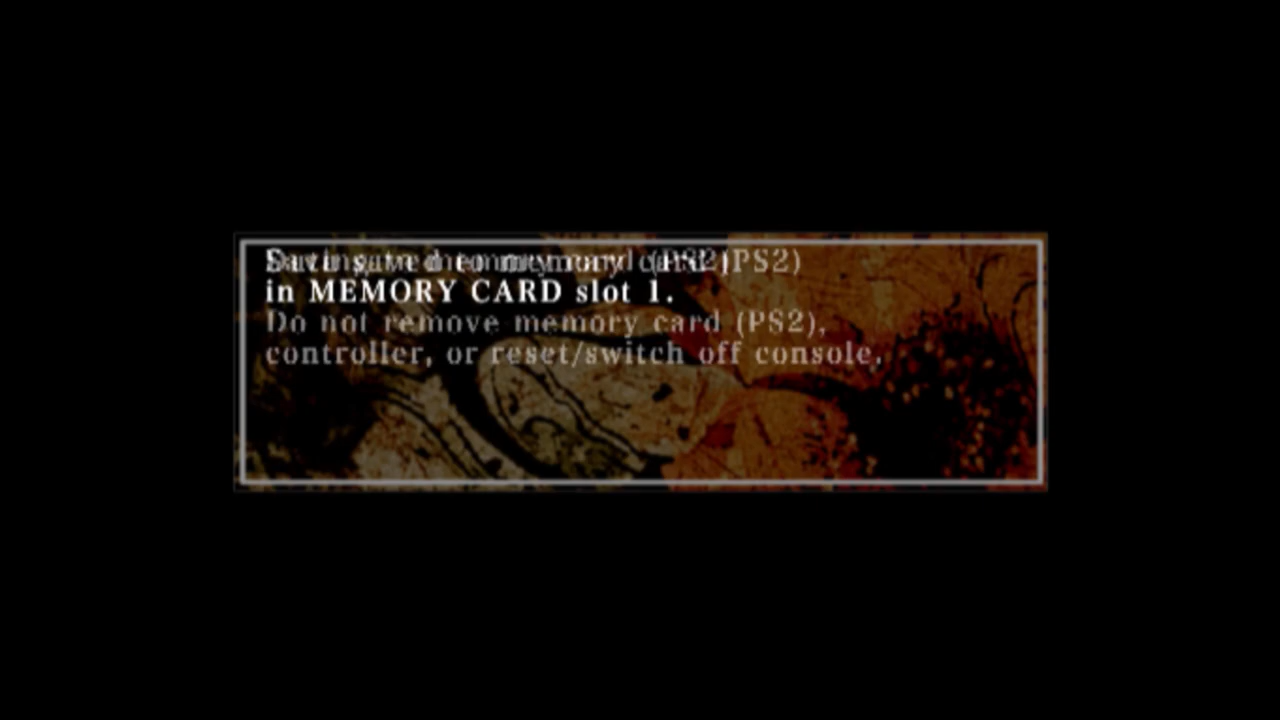 in MEMORY CARD slot 1.
Do not remove memory card (PS2),
controller, or reset/switch off console.